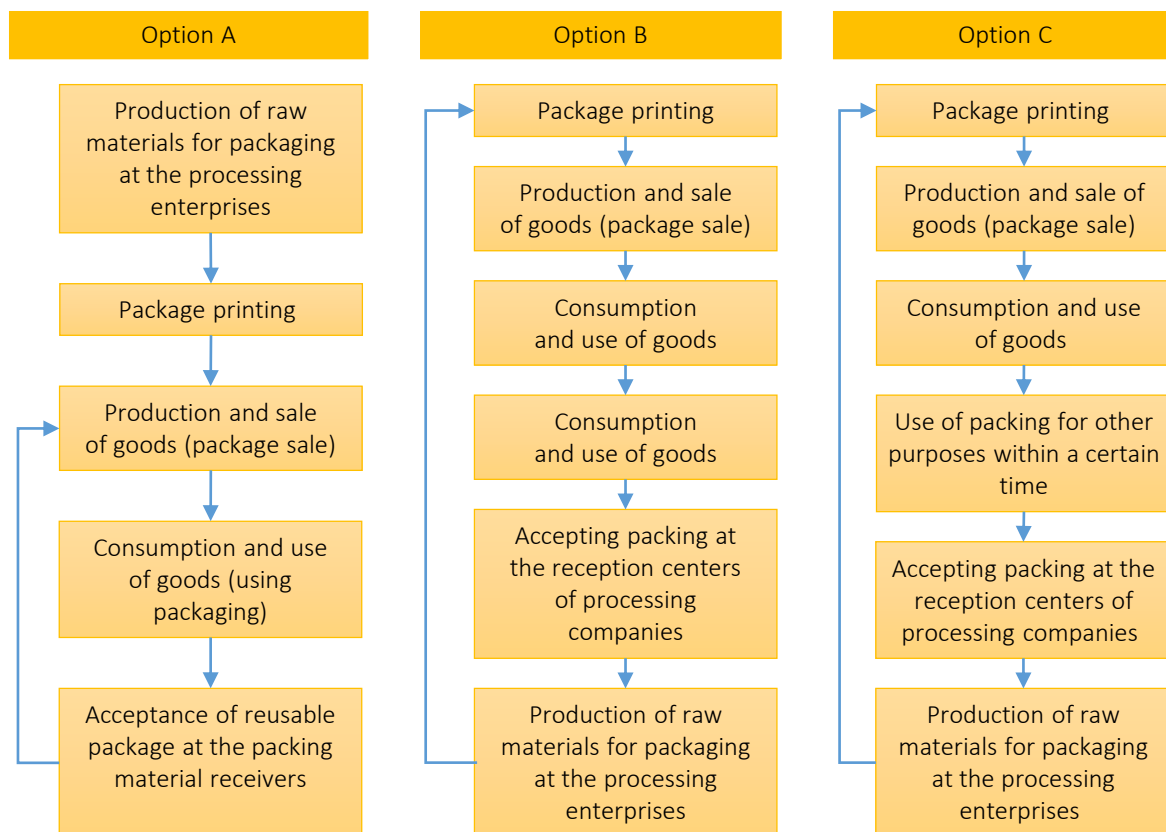 Option A
Production of raw
materials for packaging
at the processing
enterprises
Package printing
Production and sale
of goods (package sale)
Consumption and use
of goods (using
packaging)
Acceptance of reusable
package at the packing
material receivers
Option B
Package printing
Production and sale
of goods (package sale)
Consumption
and use of goods
Consumption
and use of goods
Accepting packing at
the reception centers
of processing
companies
Production of raw
materials for packaging
at the processing
enterprises
Option C
Package printing
Production and sale of
goods (package sale)
Consumption and use
of goods
Use of packing for other
purposes within a certain
time
Accepting packing at the
reception centers of
processing companies
Production of raw
materials for packaging
at the processing
enterprises